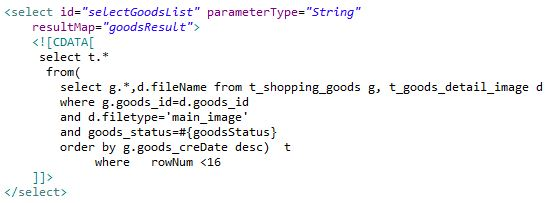 <select id="selectGoodsList" parameterType="String"
resultMap="goodsResult">
<![CDATA[
select t.*
from(
select g.*,d.fileName from t_shopping_goods g, t_goods_detail_image d
where g.goods_id=d.goods_id
and d.filetype='main_image'
and goods_status=#{goodsStatus}
order by g.goods_creDate desc)  t
where   rowNum <16
]]>
</select>